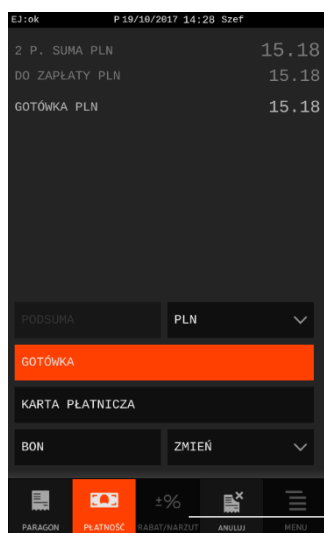 EJ:ok P 19/10/2017 14:28 Szef
2 P. SUMA PLN 15.18
DO ZAPŁATY PLN 15.18
GOTÓWKA PLN 15.18
PODSUMA PLN
GOTÓWKA
KARTA PŁATNICZA
BON ZMIEŃ
±%
PARAGON PŁATNOŚĆ RABAT/NARZUT ANULUJ MENU